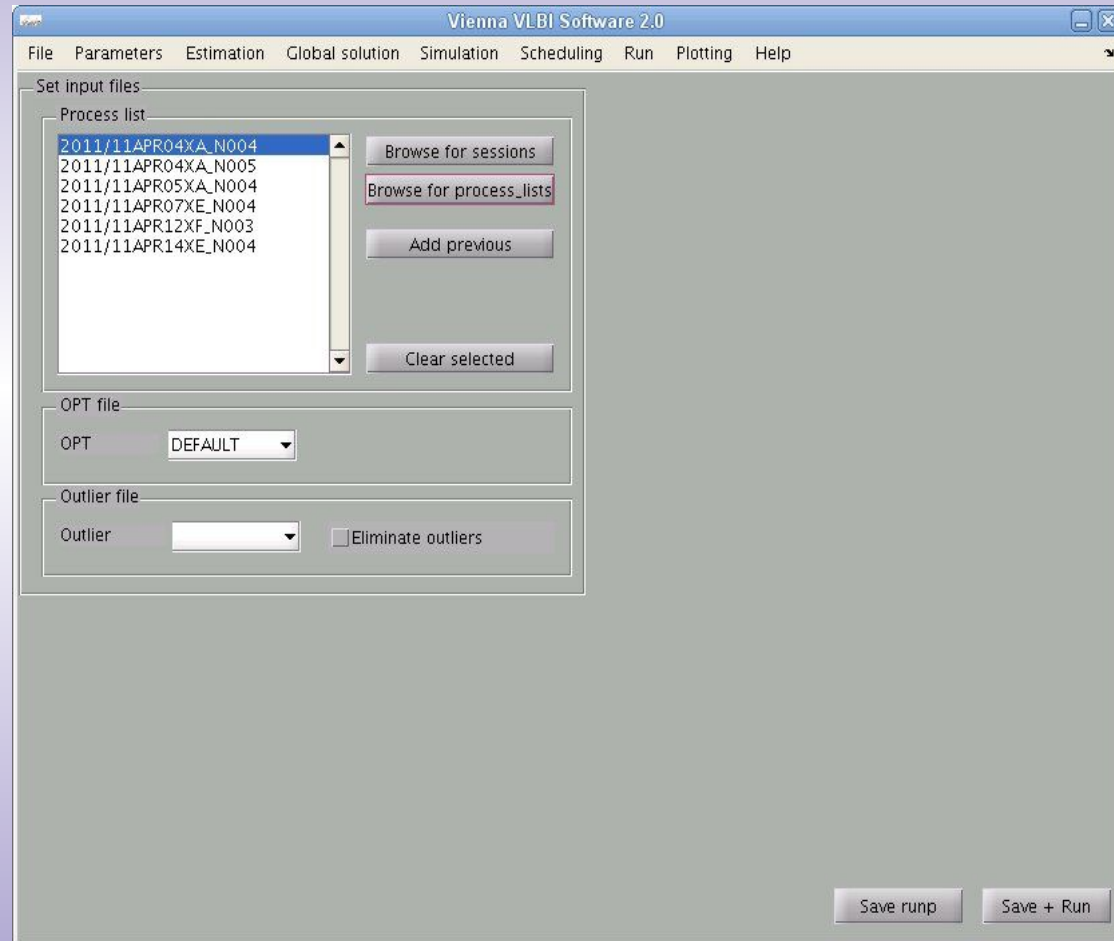 Vienna VLBI Software 2.0
File Parameters Estimation Global solution Simulation Scheduling Run Plotting Help
Set input files
Process list
2011/11APR04XA_N004
2011/11APR04XA_N005
2011/11APR05XA_N004
2011/11APR07XE_N004
2011/11APR12XF_N003
2011/11APR14XE_N004
Browse for sessions
Browse for process_lists
Add previous
Clear selected
OPT file
OPT DEFAULT
Outlier file
Outlier Eliminate outliers
Save runp Save + Run